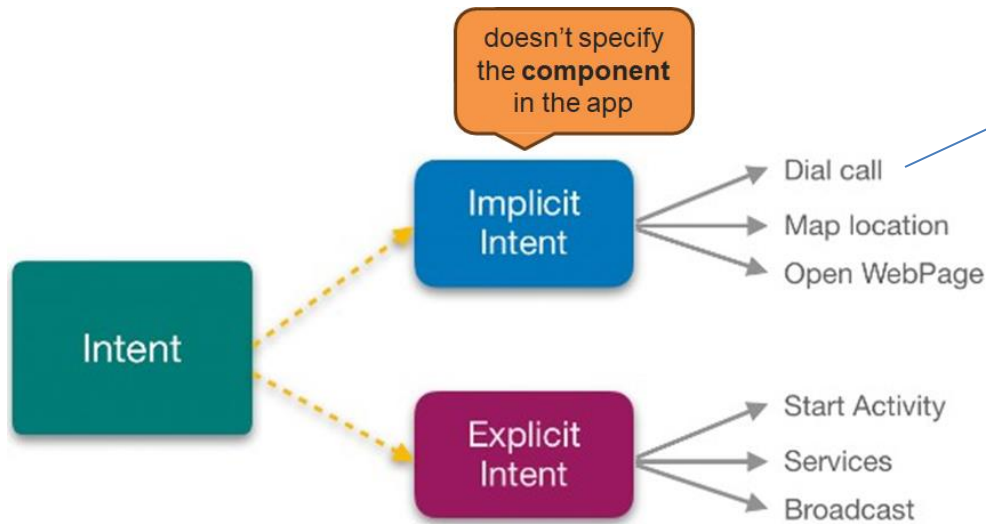 doesn’t specify
the component
in the app
Implicit
Intent
Dial call
Map location
Open WebPage
Intent
Explicit
Intent
Start Activity
Services
Broadcast